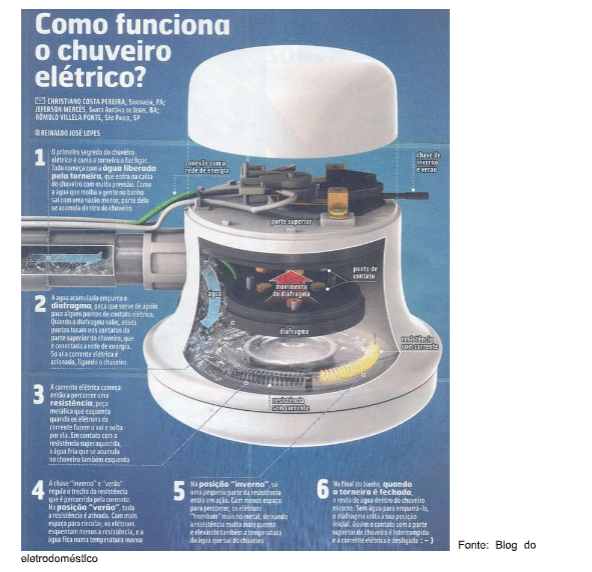 Como funciona
o chuveiro
elétrico?
CHRISTIANO COSTA PEREIRA, SANTARÉM, PA;
JEFERSON MERCÊS, SANTO ANTÔNIO DE JESUS, BA;
RÔMULO VILLELA PONTE, SÃO PAULO, SP
REINALDO JOSÉ LOPES
1
O primeiro segredo do chuveiro
elétrico é como a torneira o faz ligar.
Tudo começa com a água liberada
pela torneira, que entra na caixa
do chuveiro com muita pressão. Como
a água que molha a gente no banho
sai com uma vazão menor, parte dela
se acumula dentro do chuveiro
conexão com a
rede de energia
chave de
inverno
e verão
parte superior
ponto de
contato
movimento
do diafragma
água
diafragma
resistência
com corrente
resistência
sem corrente
2
A água acumulada empurra o
diafragma, peça que serve de apoio
para alguns pontos de contato elétrico.
Quando o diafragma sobe, esses
pontos tocam nos contatos da
parte superior do chuveiro, que
é conectada à rede de energia.
Só aí a corrente elétrica é
acionada, ligando o chuveiro
3
A corrente elétrica começa
então a percorrer uma
resistência, peça
metálica que esquenta
quando os elétrons da
corrente fazem o vai e volta
por ela. Em contato com a
resistência superaquecida,
a água fria que se acumula
no chuveiro também esquenta
4
A chave "inverno" e "verão"
regula o trecho da resistência
que é percorrido pela corrente.
Na posição "verão", toda
a resistência é ativada. Com mais
espaço para circular, os elétrons
esquentam menos a resistência, e a
água fica numa temperatura morna
5
Na posição "inverno", só
uma pequena parte da resistência
entra em ação. Com menos espaço
para percorrer, os elétrons
"trombam" mais no metal, deixando
a resistência muito mais quente
e elevando também a temperatura
da água que sai do chuveiro
6
No final do banho, quando
a torneira é fechada,
o resto de água dentro do chuveiro
escorre. Sem água para empurrá-lo,
o diafragma volta à sua posição
inicial. Assim o contato com a parte
superior do chuveiro é interrompido
e a corrente elétrica é desligada :-)
Fonte: Blog do
eletrodoméstico